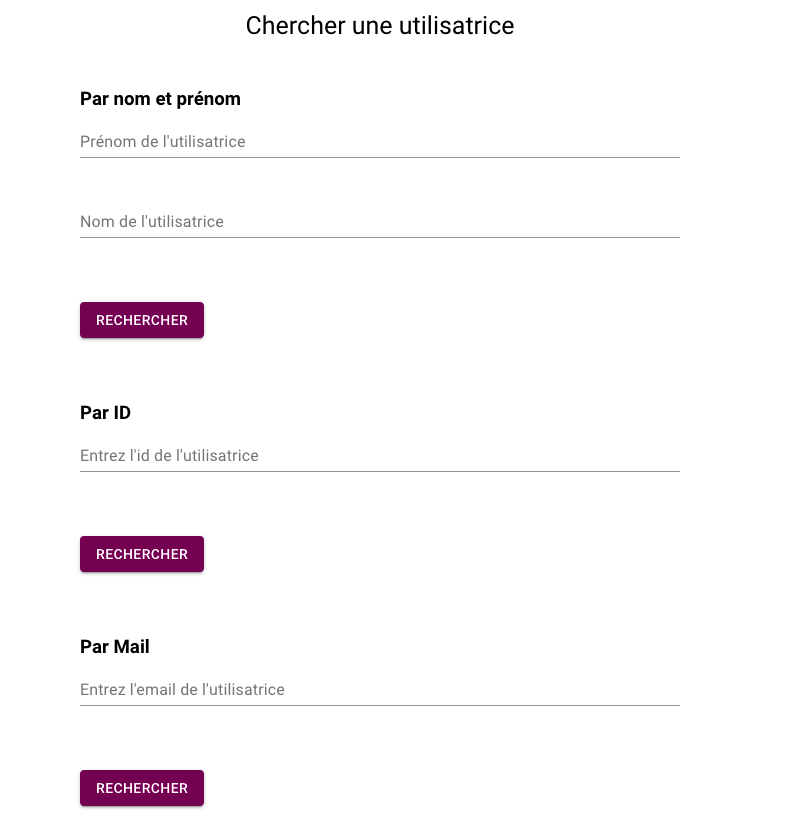 Chercher une utilisatrice
Par nom et prénom
Prénom de l'utilisatrice
Nom de l'utilisatrice
RECHERCHER
Par ID
Entrez l'id de l'utilisatrice
RECHERCHER
Par Mail
Entrez l'email de l'utilisatrice
RECHERCHER